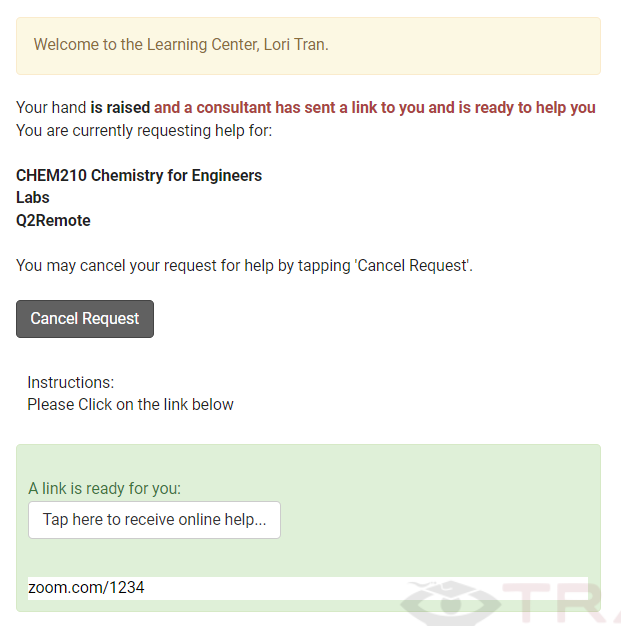 Welcome to the Learning Center, Lori Tran.
Your hand is raised and a consultant has sent a link to you and is ready to help you
You are currently requesting help for:
CHEM210 Chemistry for Engineers
Labs
Q2Remote
You may cancel your request for help by tapping 'Cancel Request'.
Cancel Request
Instructions:
Please Click on the link below
A link is ready for you:
Tap here to receive online help...
zoom.com/1234